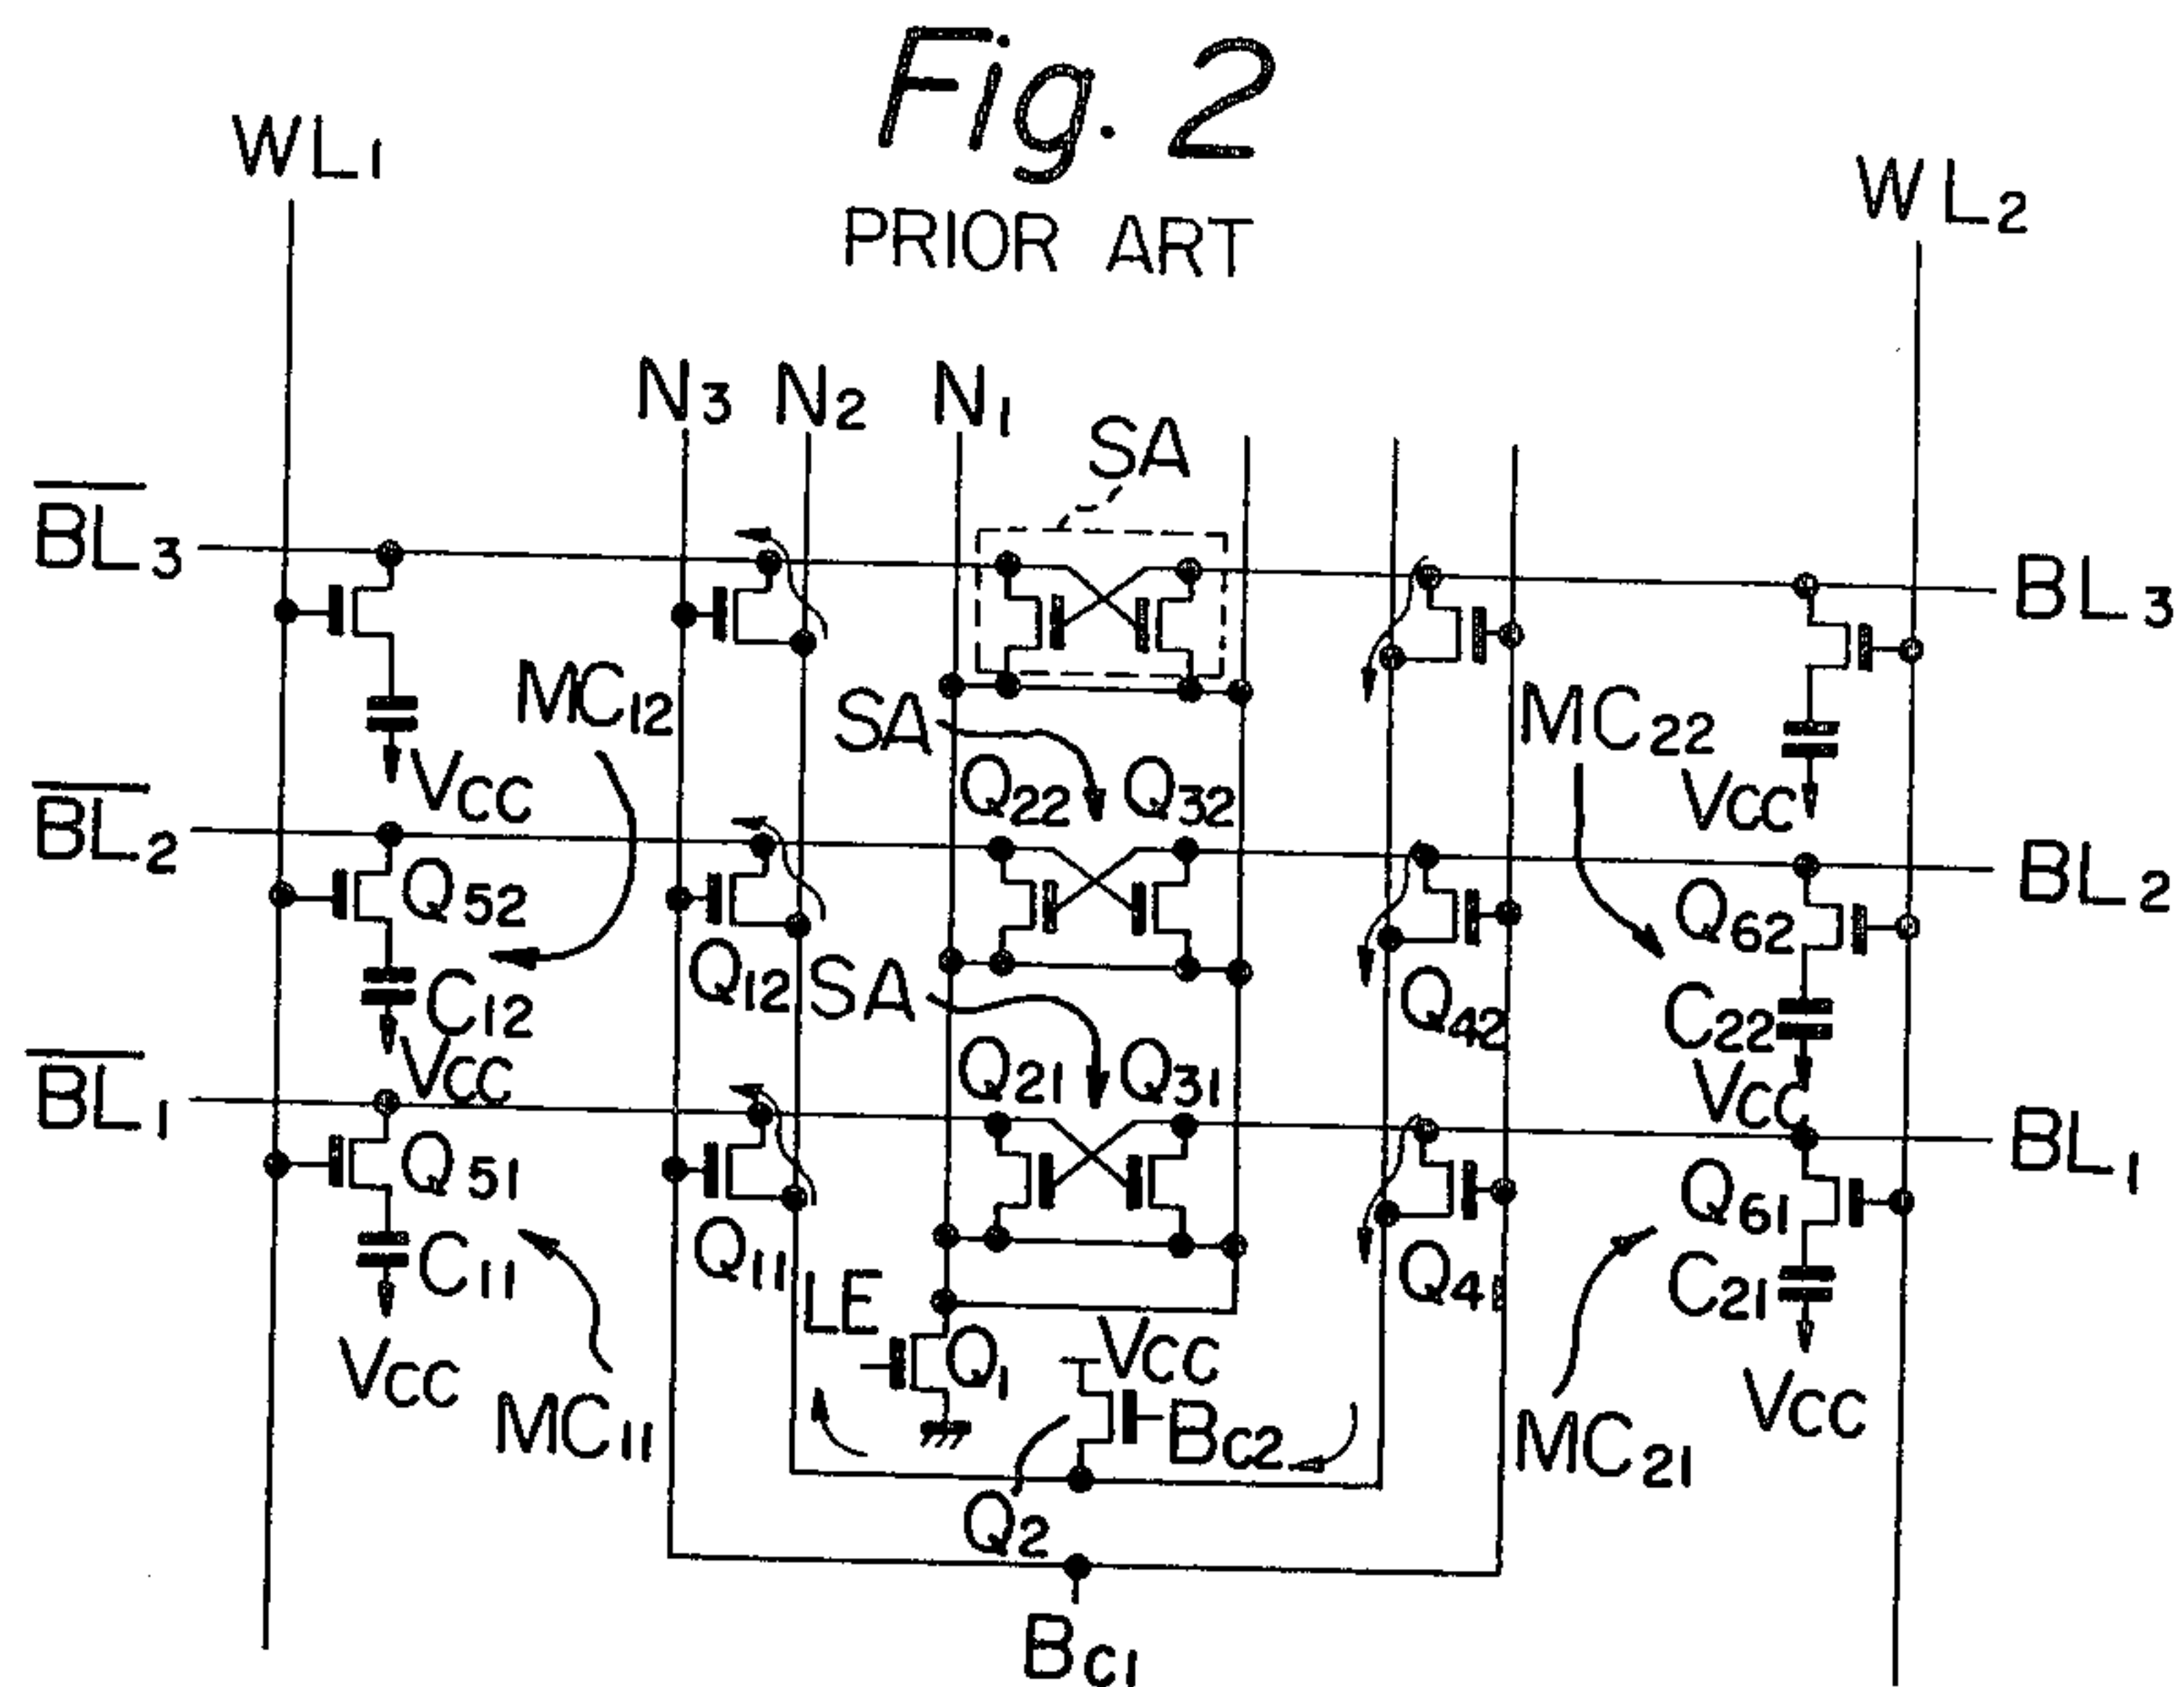 Fig. 2
PRIOR ART
WL1
WL2
N3 N2 N1
SA
BL3
BL3
MC12
SA
MC22
VCC
Q22 Q32
VCC
BL2
BL2
Q52
Q62
Q12
SA
Q42
C12
C22
VCC
Q21 Q31
VCC
BL1
BL1
Q51
Q61
Q11
Q41
C11
C21
LE
Q1
VCC
VCC
VCC
MC11
BC2
MC21
Q2
BC1